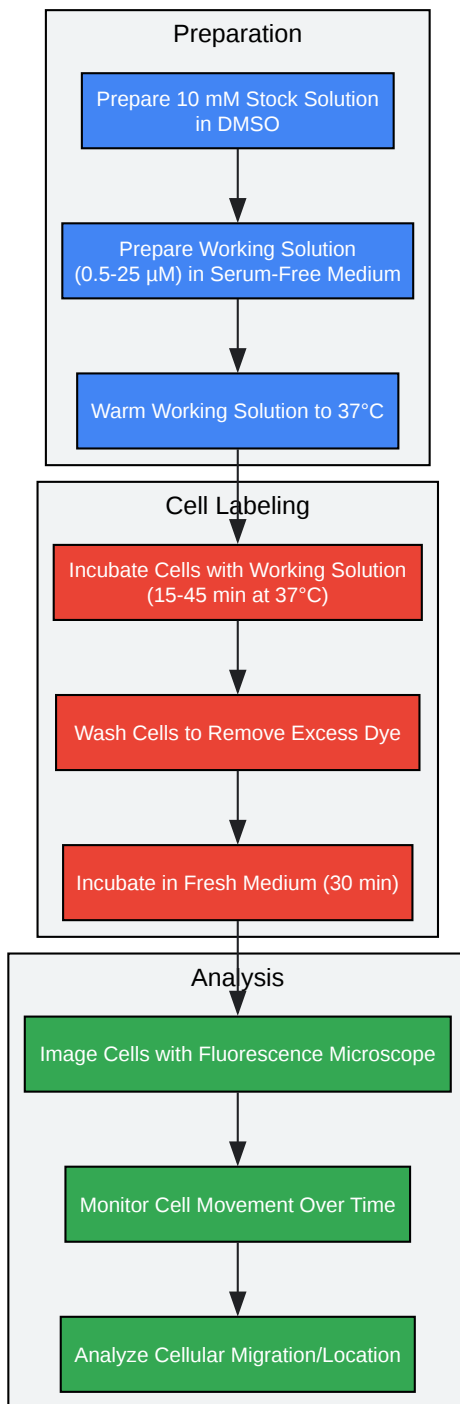 Preparation
Prepare 10 mM Stock Solution
in DMSO
Prepare Working Solution
(0.5-25 µM) in Serum-Free Medium
Warm Working Solution to 37°C
Cell Labeling
Incubate Cells with Working Solution
(15-45 min at 37°C)
Wash Cells to Remove Excess Dye
Incubate in Fresh Medium (30 min)
Analysis
Image Cells with Fluorescence Microscope
Monitor Cell Movement Over Time
Analyze Cellular Migration/Location